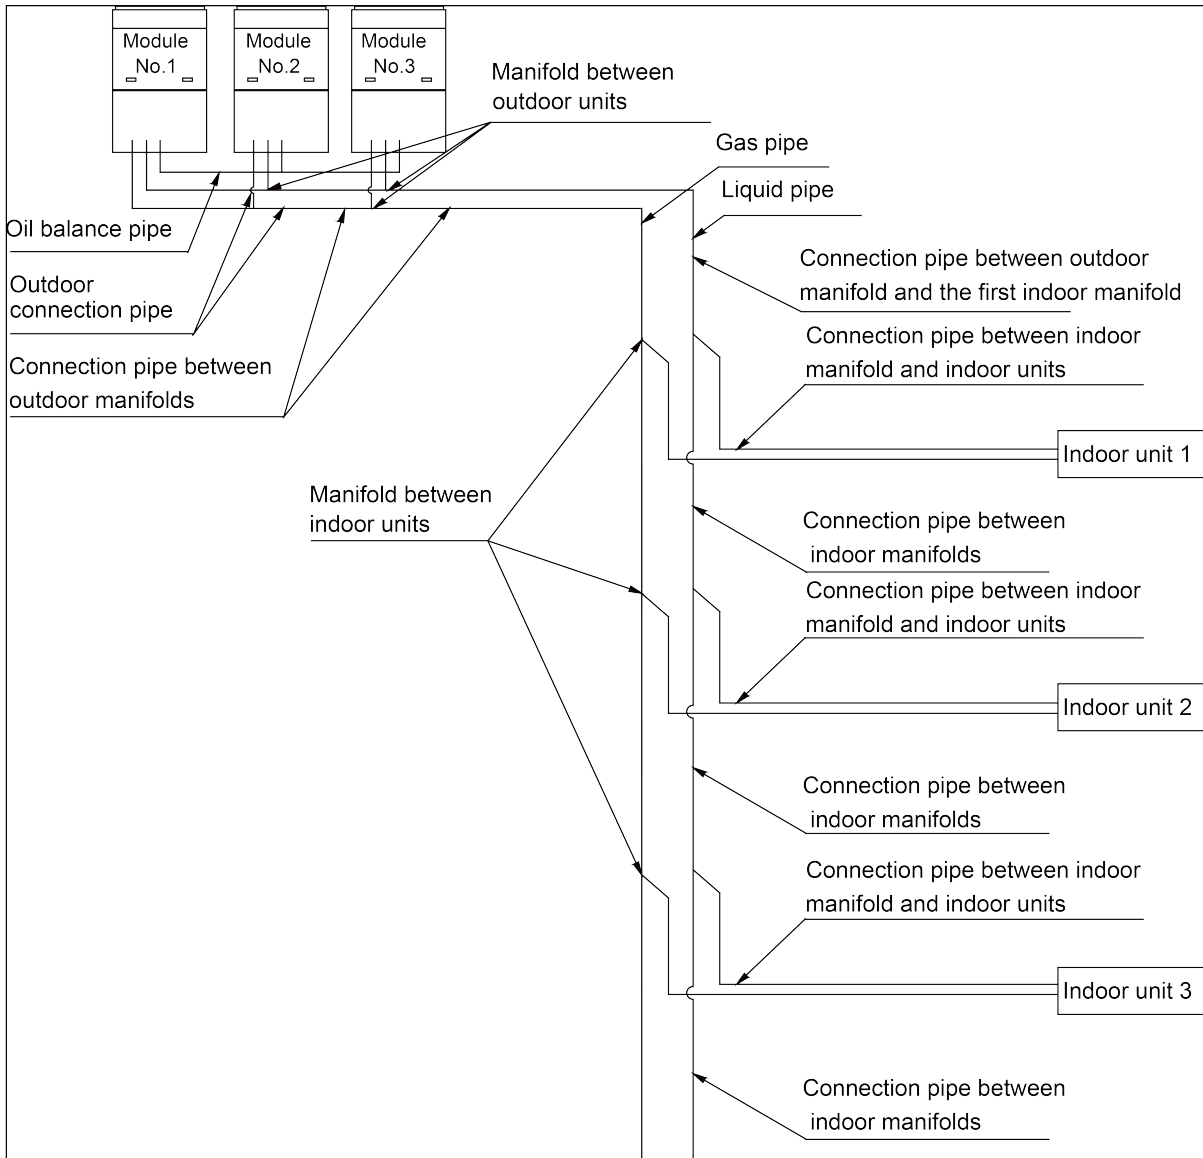 Module
No.1
Module
No.2
Module
No.3
Manifold between
outdoor units
Gas pipe
Liquid pipe
Oil balance pipe
Outdoor
connection pipe
Connection pipe between
outdoor manifolds
Connection pipe between outdoor
manifold and the first indoor manifold
Connection pipe between indoor
manifold and indoor units
Indoor unit 1
Manifold between
indoor units
Connection pipe between
indoor manifolds
Connection pipe between indoor
manifold and indoor units
Indoor unit 2
Connection pipe between
indoor manifolds
Connection pipe between indoor
manifold and indoor units
Indoor unit 3
Connection pipe between
indoor manifolds